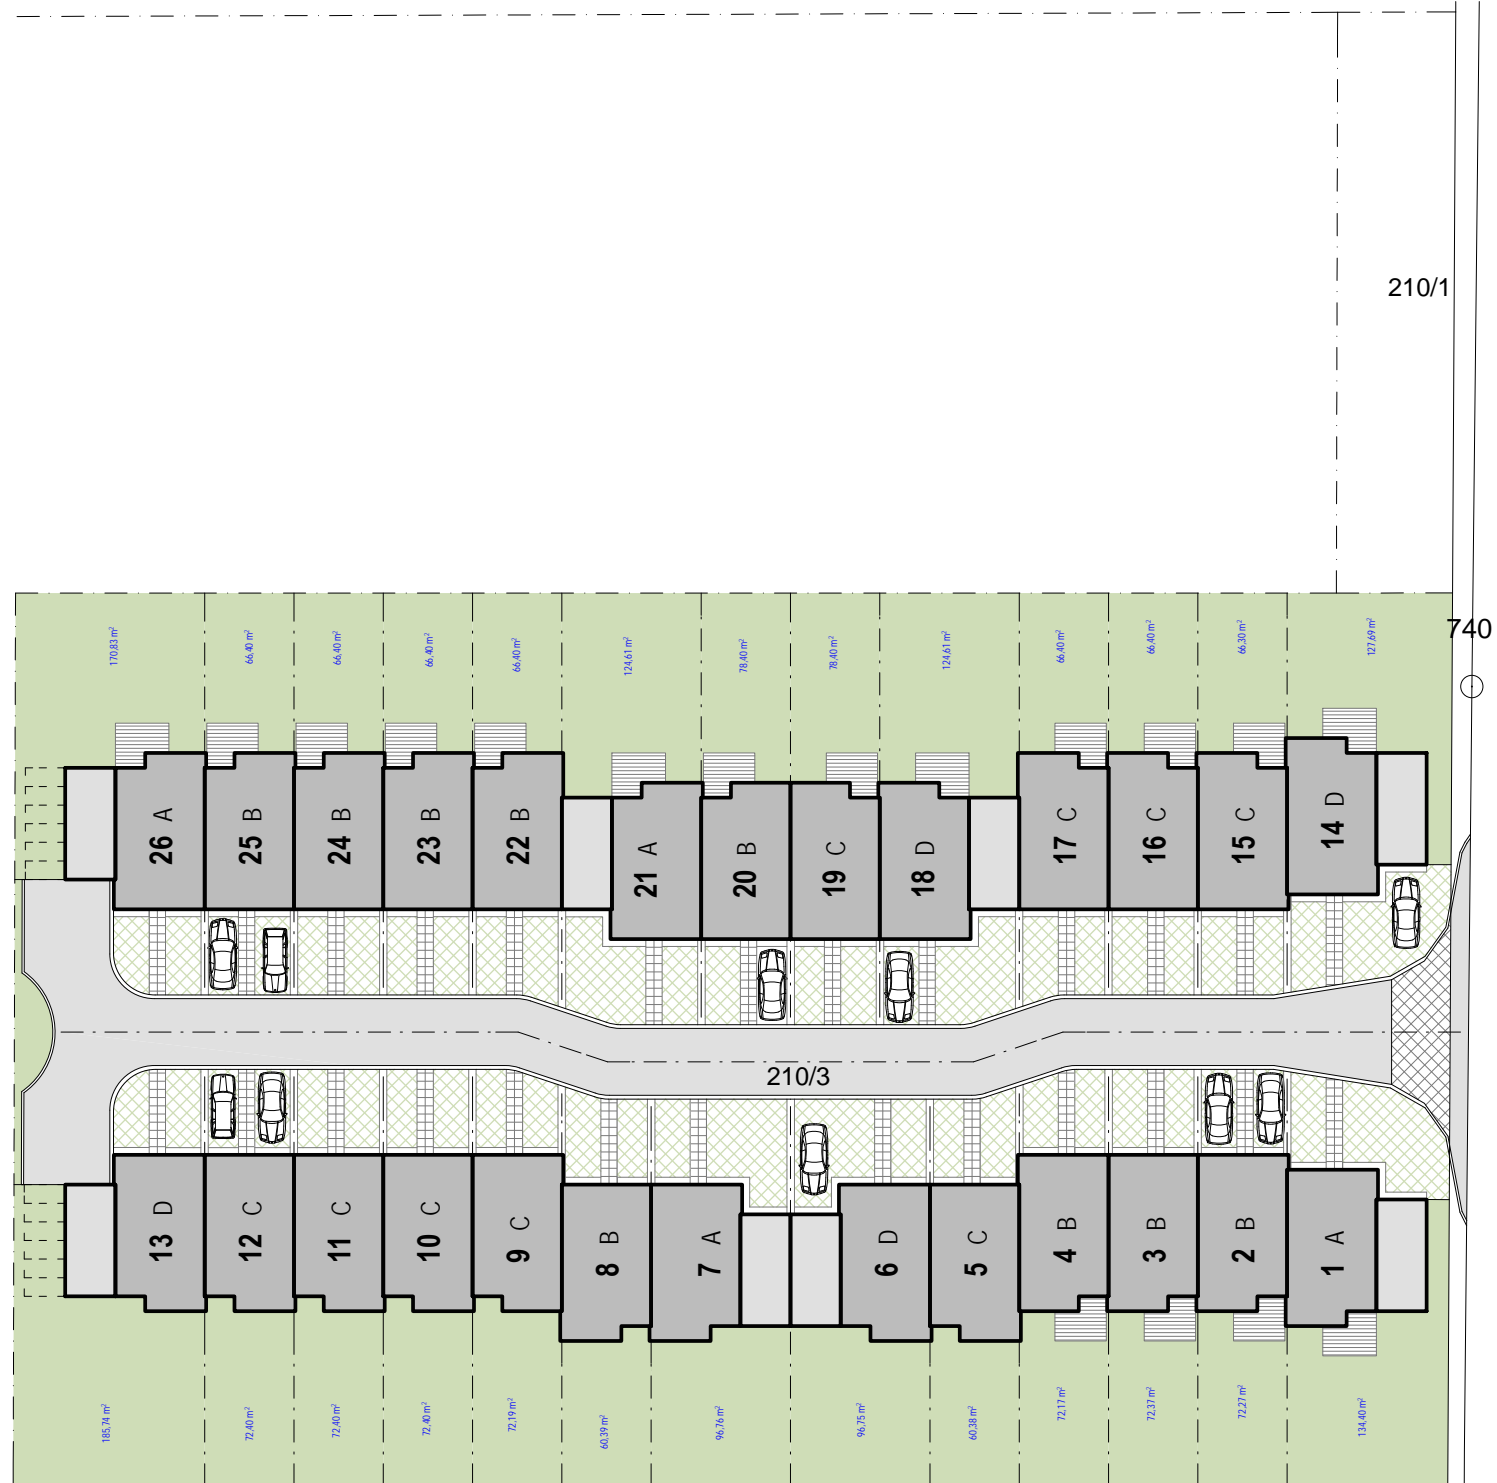 210/1
740
170,83 m²
66,40 m²
66,40 m²
66,40 m²
66,40 m²
124,61 m²
78,40 m²
78,40 m²
124,61 m²
66,40 m²
66,40 m²
66,30 m²
127,69 m²
26 A
25 B
24 B
23 B
22 B
21 A
20 B
19 C
18 D
17 C
16 C
15 C
14 D
210/3
13 D
12 C
11 C
10 C
9 C
8 B
7 A
6 D
5 C
4 B
3 B
2 B
1 A
185,74 m²
72,40 m²
72,40 m²
72,40 m²
72,19 m²
60,39 m²
96,76 m²
96,75 m²
60,38 m²
72,17 m²
72,37 m²
72,27 m²
134,40 m²